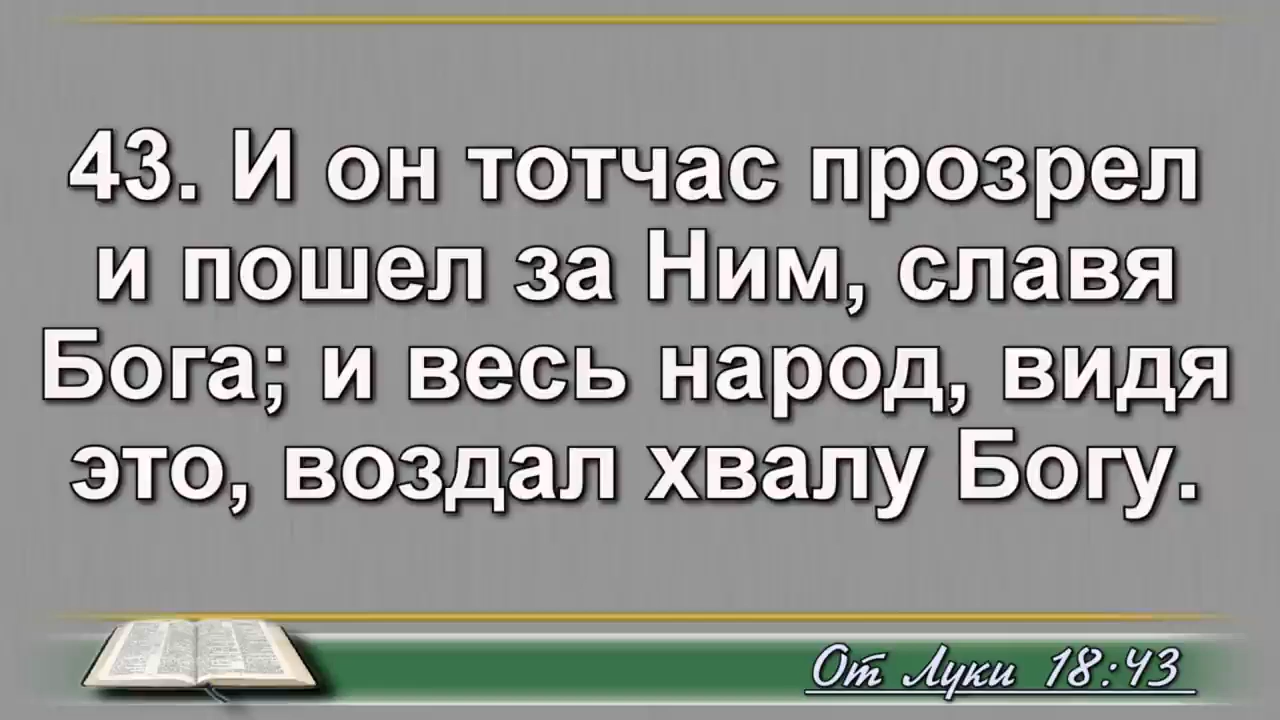 43. И он тотчас прозрел
и пошел за Ним, славя
Бога; и весь народ, видя
это, воздал хвалу Богу.
От Луки 18:43